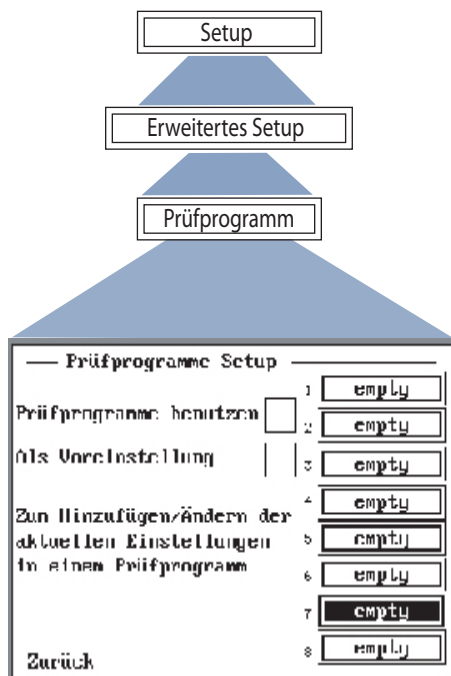 Setup
Erweitertes Setup
Prüfprogramm
Prüfprogramme Setup
Prüfprogramme benutzen
Als Voreinstellung
Zum Hinzufügen/Ändern der
aktuellen Einstellungen
in einem Prüfprogramm
Zurück
1 empty
2 empty
3 empty
4 empty
5 empty
6 empty
7 empty
8 empty